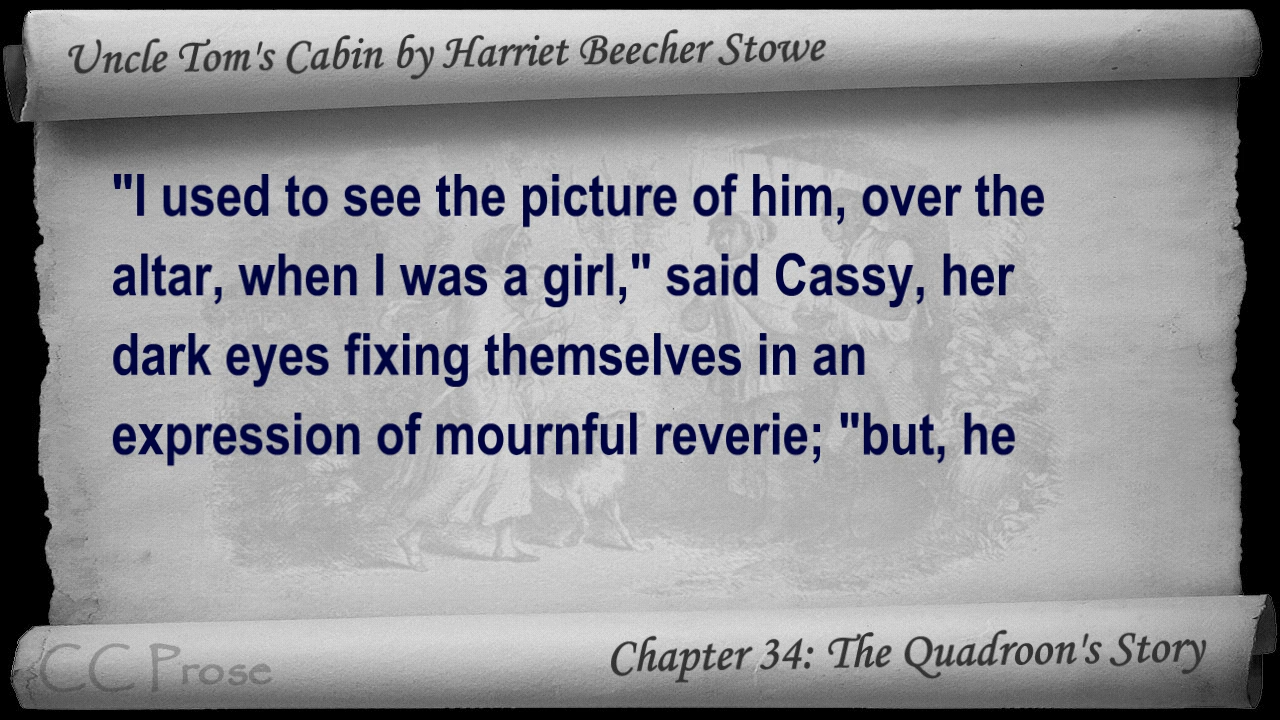 Uncle Tom's Cabin by Harriet Beecher Stowe
"I used to see the picture of him, over the
altar, when I was a girl," said Cassy, her
dark eyes fixing themselves in an
expression of mournful reverie; "but, he
CC Prose
Chapter 34: The Quadroon's Story